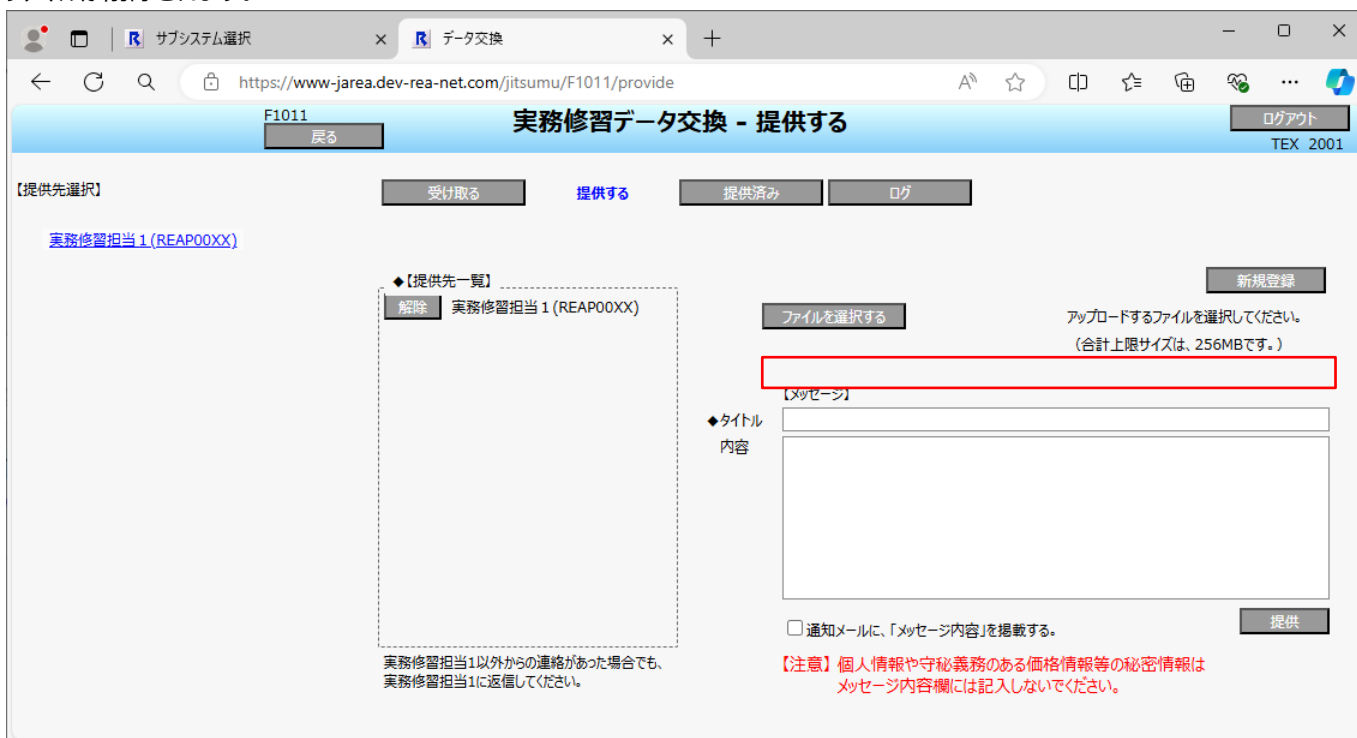 サブシステム選択
データ交換
https://www-jarea.dev-rea-net.com/jitsumu/F1011/provide
F1011
戻る
実務修習データ交換 - 提供する
ログアウト
TEX 2001
【提供先選択】
受け取る
提供する
提供済み
ログ
実務修習担当1(REAP00XX)
◆【提供先一覧】
解除 実務修習担当1(REAP00XX)
新規登録
ファイルを選択する
アップロードするファイルを選択してください。
(合計上限サイズは、256MBです。)
【メッセージ】
◆タイトル
内容
通知メールに、「メッセージ内容」を掲載する。
提供
実務修習担当1以外からの連絡があった場合でも、
実務修習担当1に返信してください。
【注意】個人情報や守秘義務のある価格情報等の秘密情報は
メッセージ内容欄には記入しないでください。